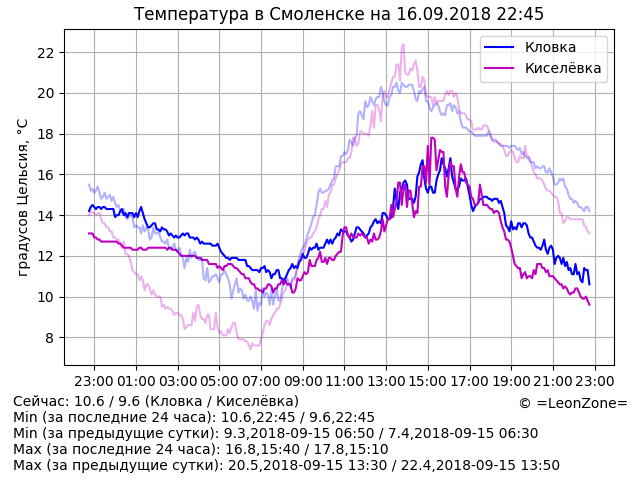 Температура в Смоленске на 16.09.2018 22:45
Кловка
Киселёвка
градусов Цельсия, °C
22
20
18
16
14
12
10
8
23:00 01:00 03:00 05:00 07:00 09:00 11:00 13:00 15:00 17:00 19:00 21:00 23:00
© =LeonZone=
Сейчас: 10.6 / 9.6 (Кловка / Киселёвка)
Min (за последние 24 часа): 10.6,22:45 / 9.6,22:45
Min (за предыдущие сутки): 9.3,2018-09-15 06:50 / 7.4,2018-09-15 06:30
Max (за последние 24 часа): 16.8,15:40 / 17.8,15:10
Max (за предыдущие сутки): 20.5,2018-09-15 13:30 / 22.4,2018-09-15 13:50